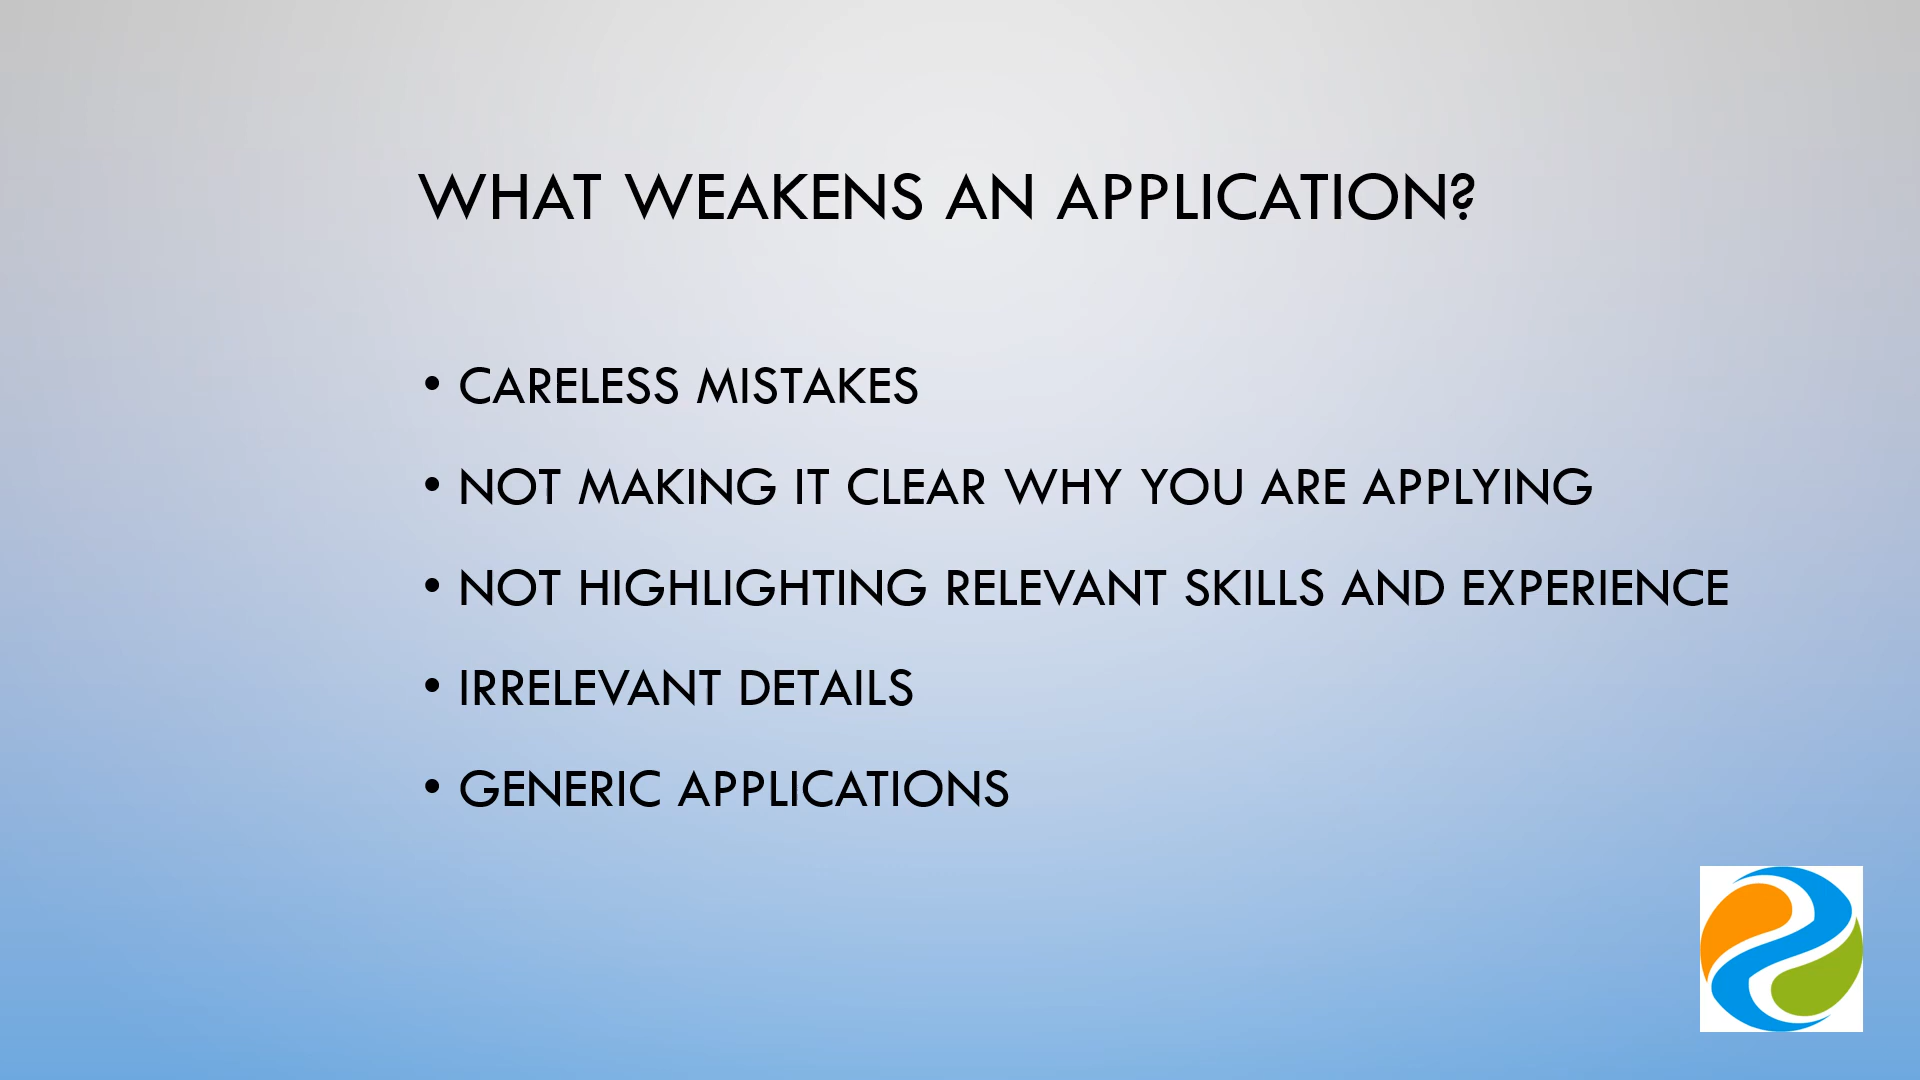 WHAT WEAKENS AN APPLICATION?
• CARELESS MISTAKES
• NOT MAKING IT CLEAR WHY YOU ARE APPLYING
• NOT HIGHLIGHTING RELEVANT SKILLS AND EXPERIENCE
• IRRELEVANT DETAILS
• GENERIC APPLICATIONS